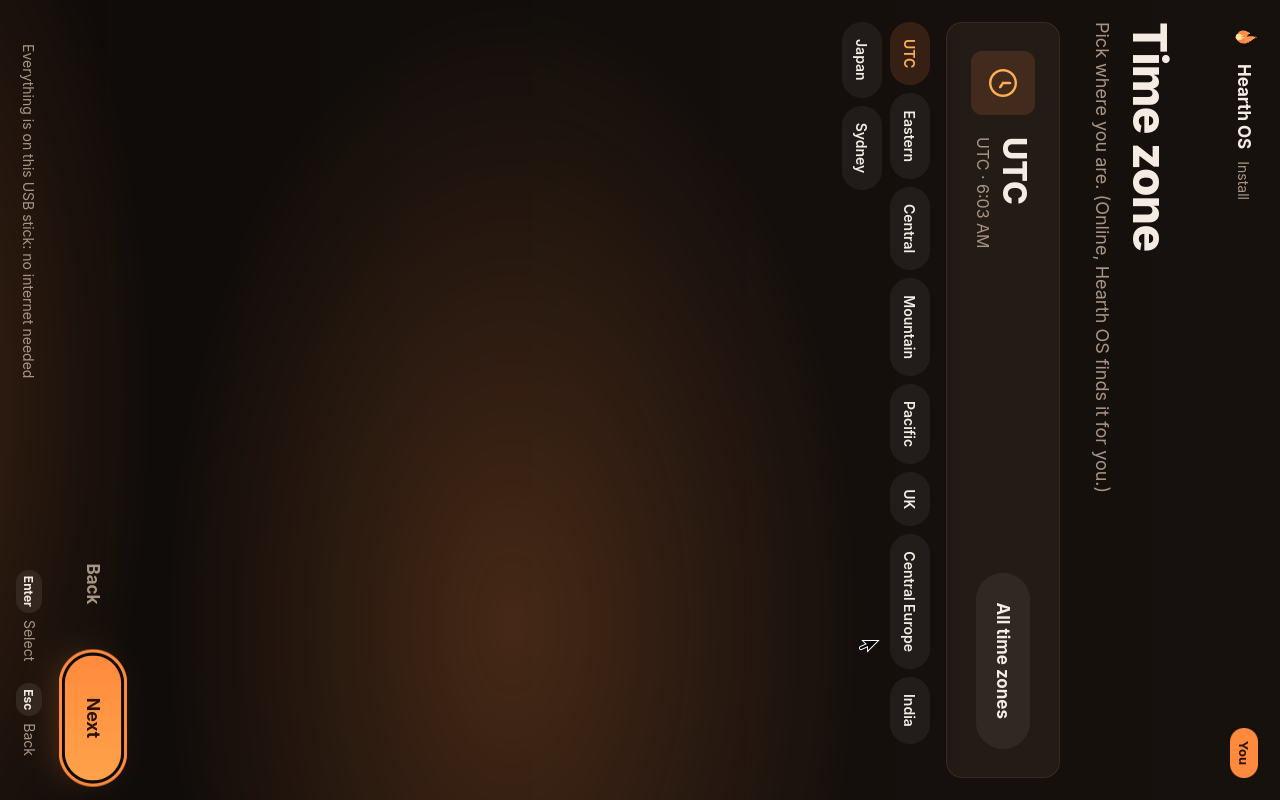 Hearth OS Install You
Time zone
Pick where you are. (Online, Hearth OS finds it for you.)
UTC
UTC · 6:03 AM
All time zones
UTC Eastern Central Mountain Pacific UK Central Europe India
Japan Sydney
Back Next
Everything is on this USB stick: no internet needed Enter Select Esc Back